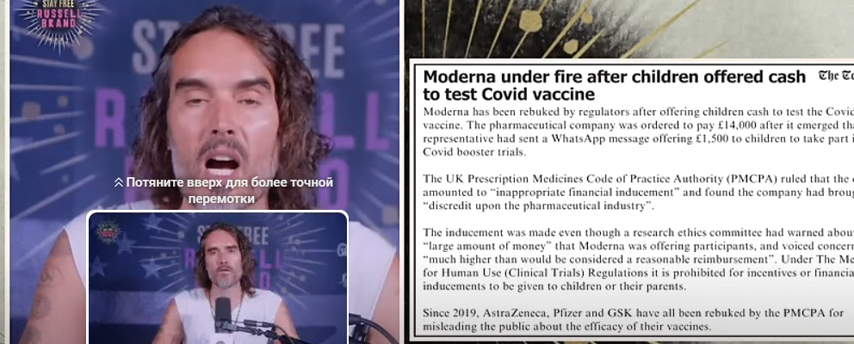 STAY FREE
RUSSELL
BRAND
STAY FREE
RUSSELL
Потяните вверх для более точной
перемотки
STAY FREE
Moderna under fire after children offered cash
to test Covid vaccine
Moderna has been rebuked by regulators after offering children cash to test the Covid
vaccine. The pharmaceutical company was ordered to pay £14,000 after it emerged
representative had sent a WhatsApp message offering £1,500 to children to take part
Covid booster trials.
The UK Prescription Medicines Code of Practice Authority (PMCPA) ruled that the
amounted to “inappropriate financial inducement” and found the company had
“discredit upon the pharmaceutical industry”.
The inducement was made even though a research ethics committee had warned
“large amount of money” that Moderna was offering participants, and voiced
“much higher than would be considered a reasonable reimbursement”. Under The
for Human Use (Clinical Trials) Regulations it is prohibited for incentives or
inducements to be given to children or their parents.
Since 2019, AstraZeneca, Pfizer and GSK have all been rebuked by the PMCPA for
misleading the public about the efficacy of their vaccines.